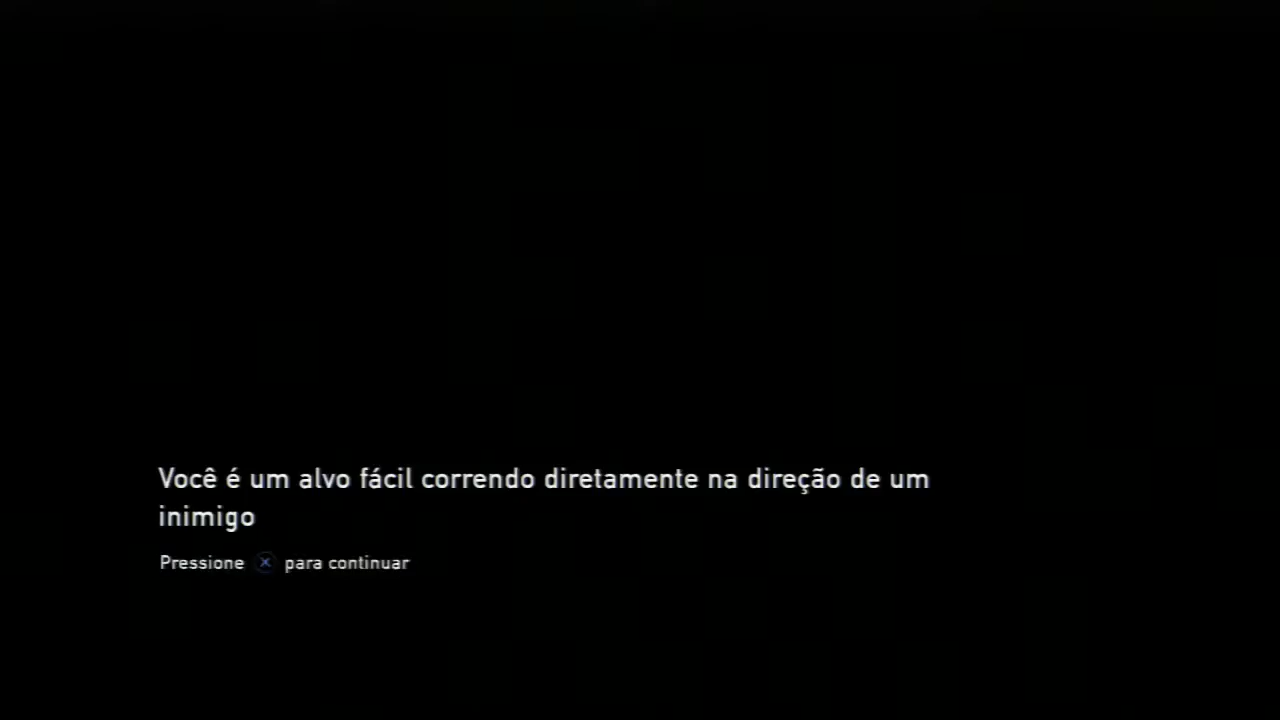 Você é um alvo fácil correndo diretamente na direção de um
inimigo
Pressione ✕ para continuar